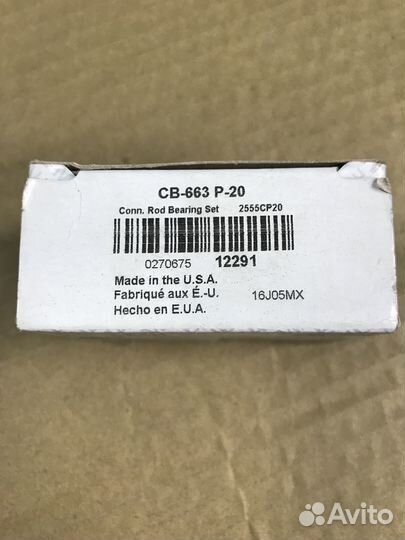 CB-663 P-20
Conn. Rod Bearing Set 2555CP20
0270675 12291
Made in the U.S.A.
Fabriqué aux É.-U. 16J05MX
Hecho en E.U.A.
Avito